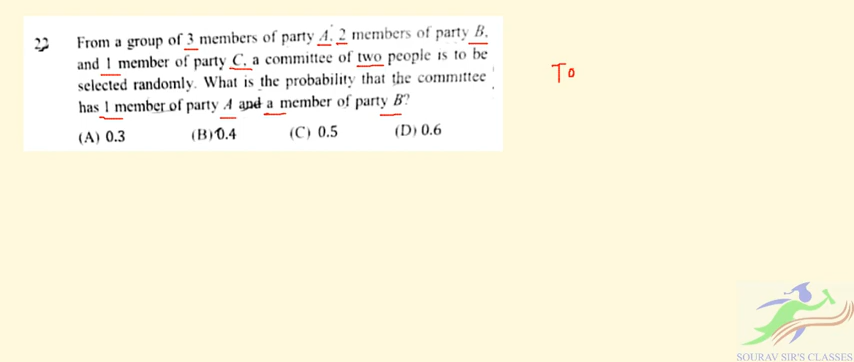 22 From a group of 3 members of party A, 2 members of party B,
and 1 member of party C, a committee of two people is to be
selected randomly. What is the probability that the committee
has 1 member of party A and a member of party B?
(A) 0.3 (B) 0.4 (C) 0.5 (D) 0.6
To
SOURAV SIR'S CLASSES